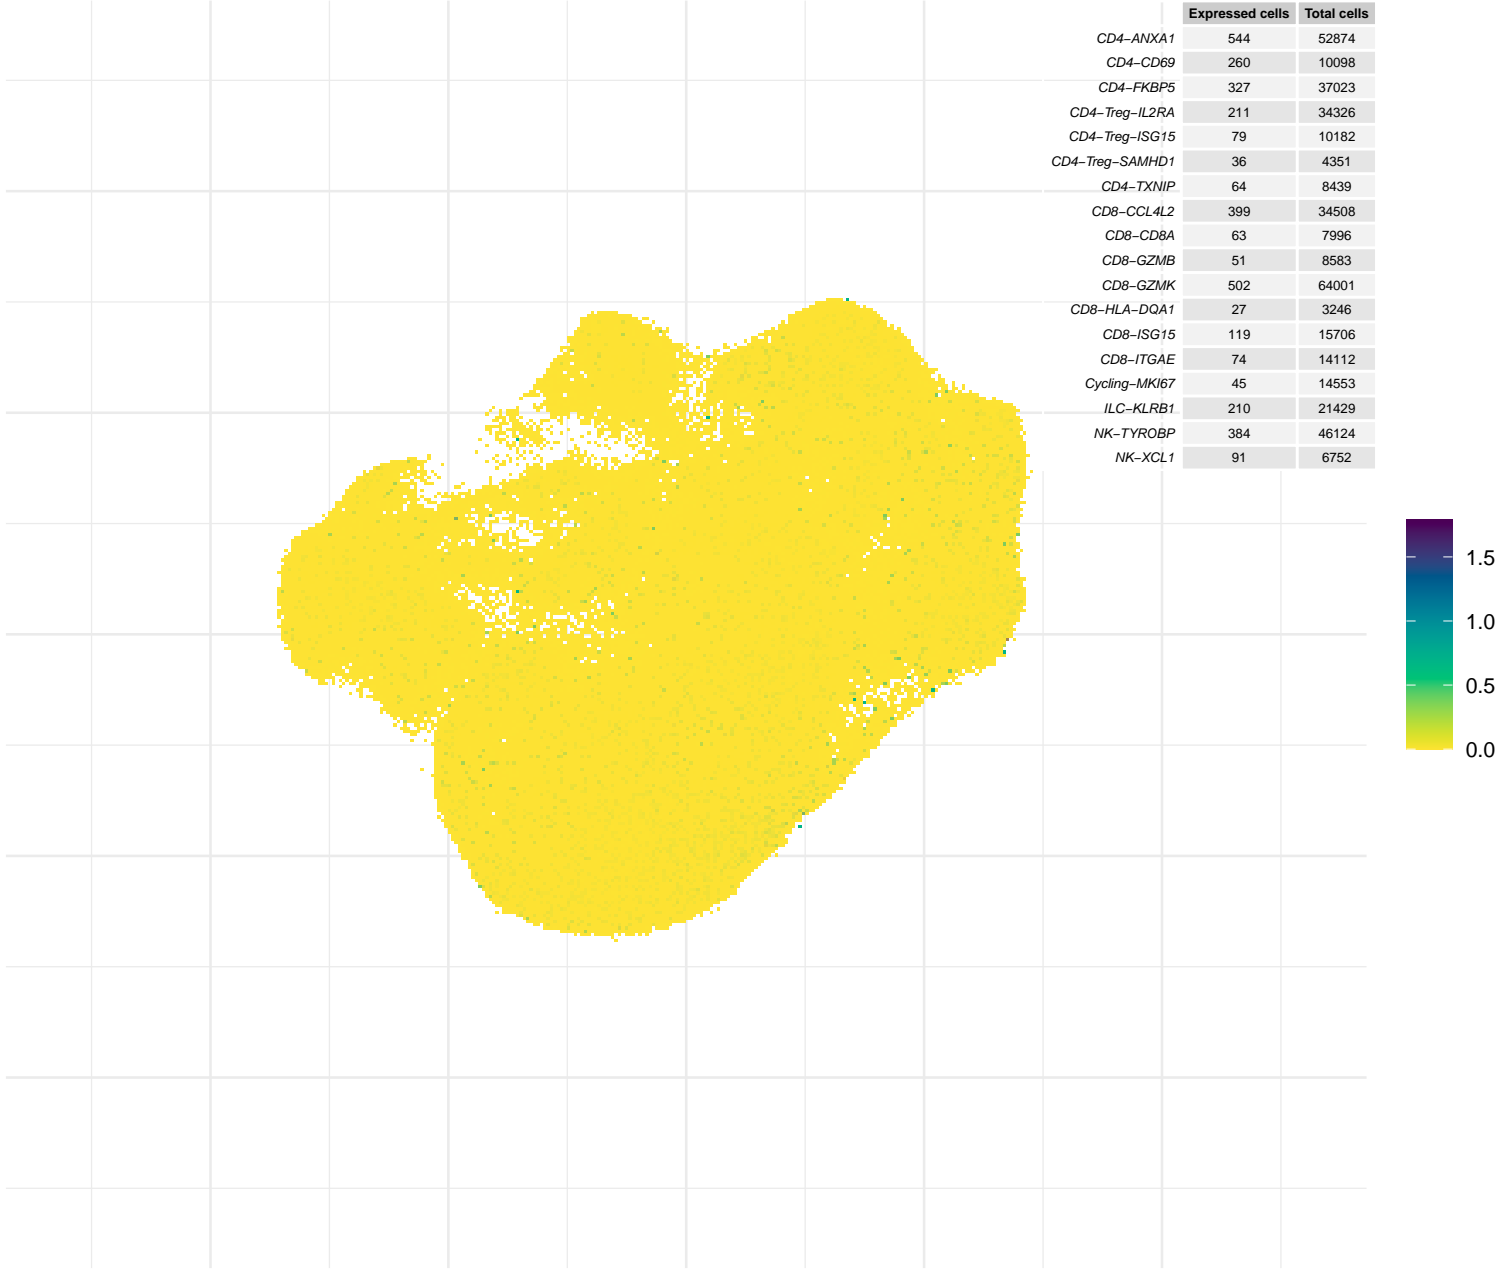 Expressed cells Total cells
CD4−ANXA1 544 52874
CD4−CD69 260 10098
CD4−FKBP5 327 37023
CD4−Treg−IL2RA 211 34326
CD4−Treg−ISG15 79 10182
CD4−Treg−SAMHD1 36 4351
CD4−TXNIP 64 8439
CD8−CCL4L2 399 34508
CD8−CD8A 63 7996
CD8−GZMB 51 8583
CD8−GZMK 502 64001
CD8−HLA−DQA1 27 3246
CD8−ISG15 119 15706
CD8−ITGAE 74 14112
Cycling−MKI67 45 14553
ILC−KLRB1 210 21429
NK−TYROBP 384 46124
NK−XCL1 91 6752
1.5
1.0
0.5
0.0